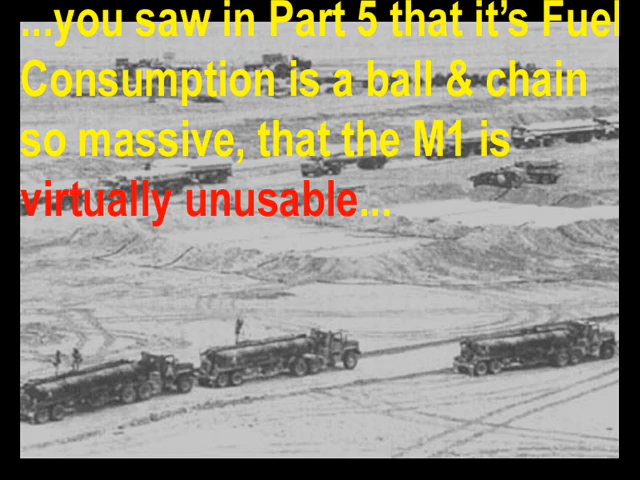 ...you saw in Part 5 that it’s Fuel
Consumption is a ball & chain
so massive, that the M1 is
virtually unusable...